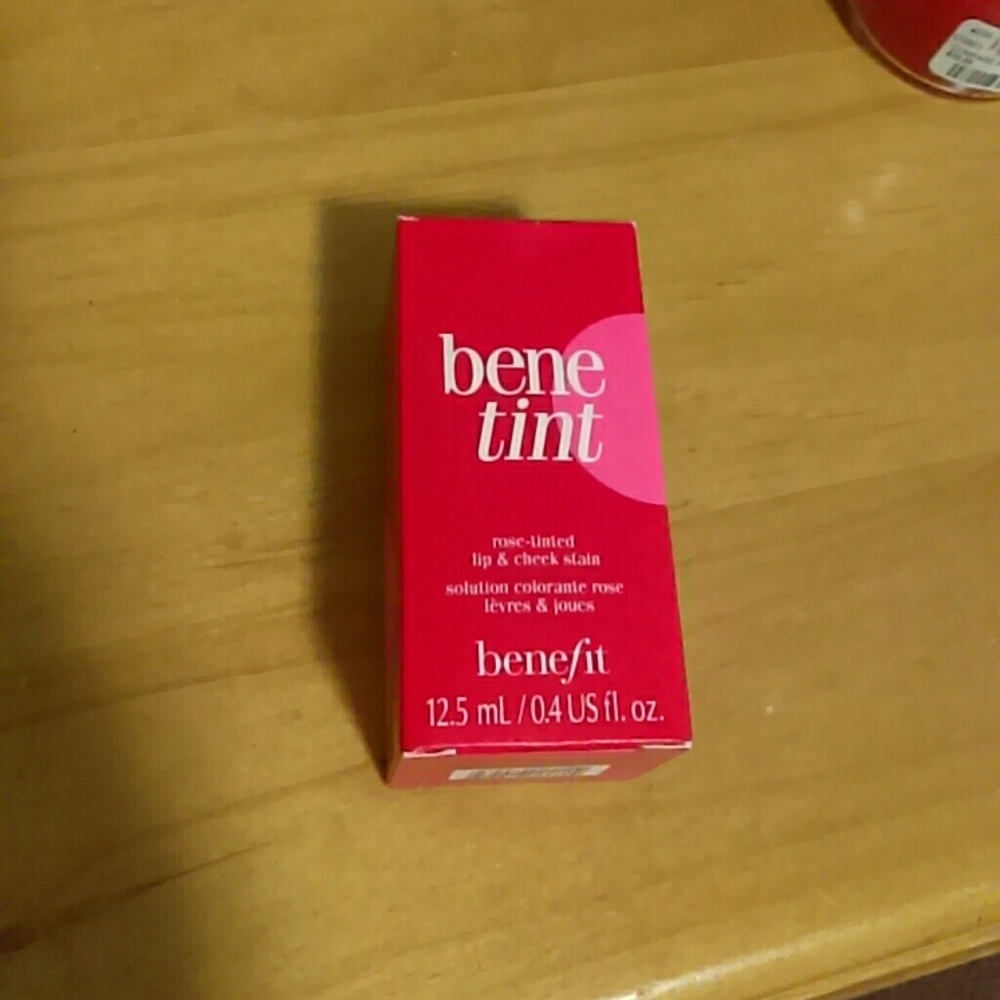 bene
tint
rose-tinted
lip & cheek stain
solution colorante rose
lèvres & joues
benefit
12.5 mL / 0.4 US fl. oz.